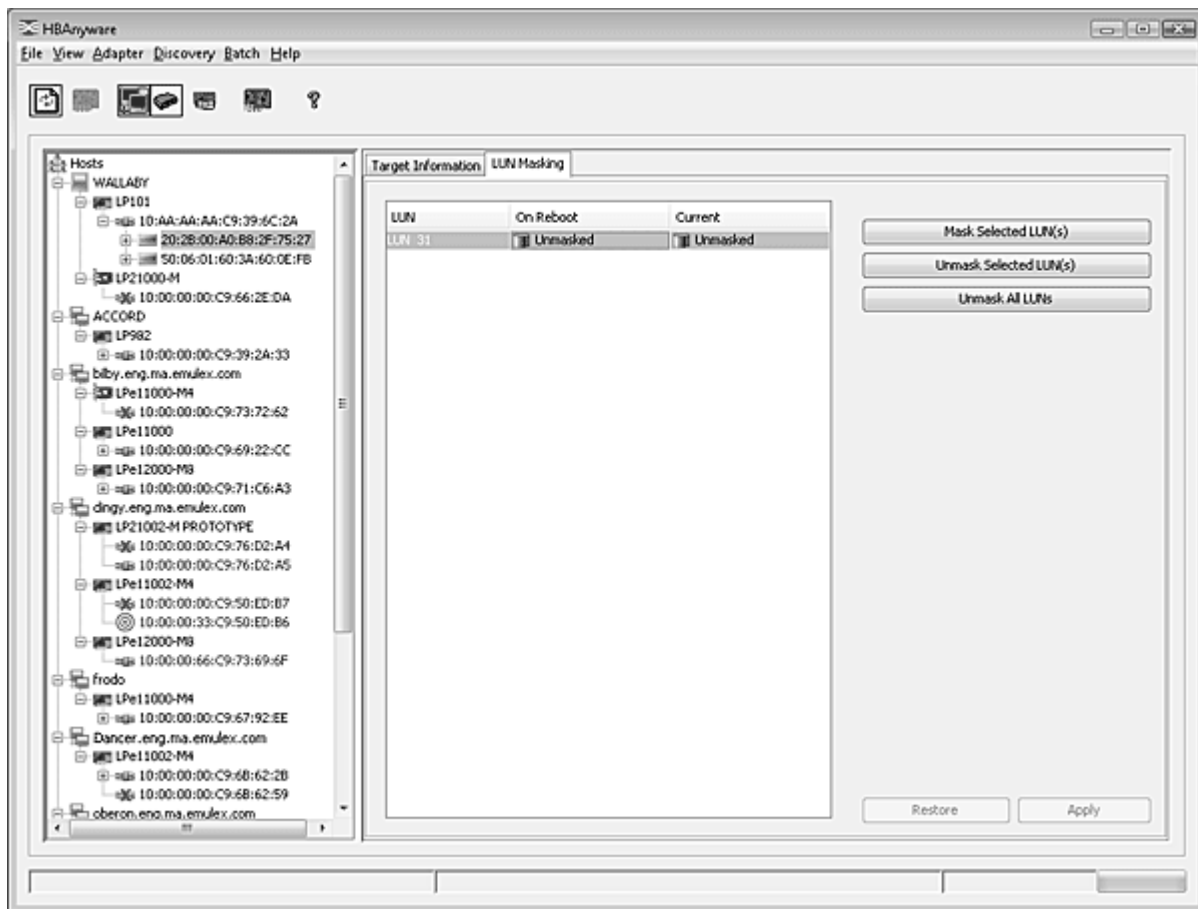 HBAnyware
File View Adapter Discovery Batch Help
Hosts
WALLABY
LP101
10:AA:AA:AA:C9:39:6C:2A
20:2B:00:A0:B8:2F:75:27
50:06:01:60:3A:60:0E:FB
LP21000-M
10:00:00:00:C9:66:2E:DA
ACCORD
LP982
10:00:00:00:C9:39:2A:33
bilby.eng.ma.emulex.com
LPe11000-M4
10:00:00:00:C9:73:72:62
LPe11000
10:00:00:00:C9:69:22:CC
LPe12000-M8
10:00:00:00:C9:71:C6:A3
dingy.eng.ma.emulex.com
LP21002-M PROTOTYPE
10:00:00:00:C9:76:D2:A4
10:00:00:00:C9:76:D2:A5
LPe11002-M4
10:00:00:00:C9:50:ED:B7
10:00:00:33:C9:50:ED:B6
LPe12000-M8
10:00:00:66:C9:73:69:6F
frodo
LPe11000-M4
10:00:00:00:C9:67:92:EE
Dancer.eng.ma.emulex.com
LPe11002-M4
10:00:00:00:C9:6B:62:2B
10:00:00:00:C9:6B:62:59
oberon.eng.ma.emulex.com
Target Information LUN Masking
LUN On Reboot Current
LUN 31 Unmasked Unmasked
Mask Selected LUN(s)
Unmask Selected LUN(s)
Unmask All LUNs
Restore Apply